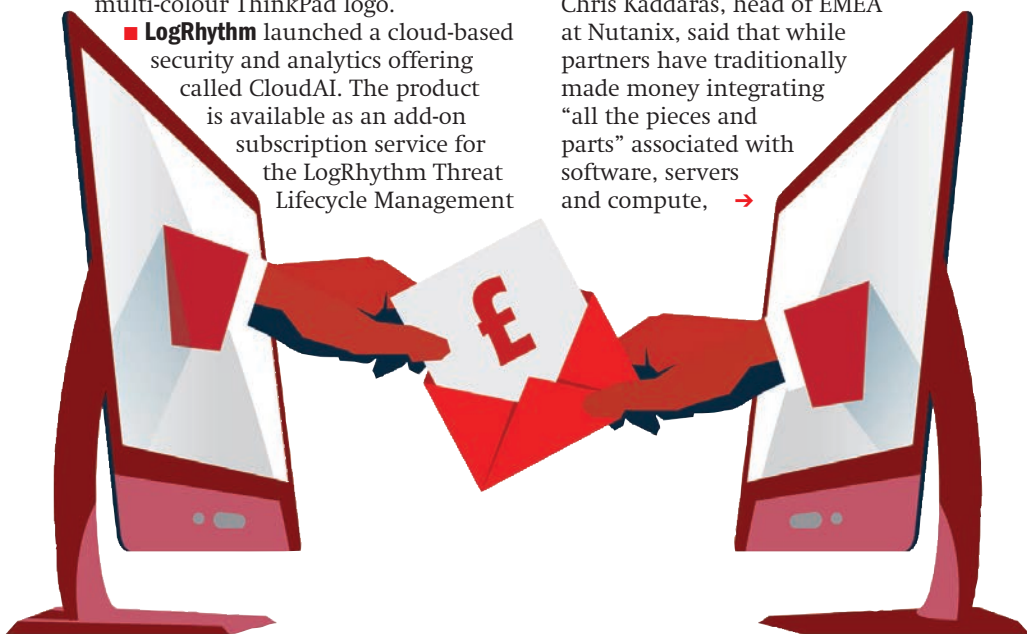 multi-colour ThinkPad logo.
■ LogRhythm launched a cloud-based
security and analytics offering
called CloudAI. The product
is available as an add-on
subscription service for
the LogRhythm Threat
Lifecycle Management
Chris Kaddaras, head of EMEA
at Nutanix, said that while
partners have traditionally
made money integrating
“all the pieces and
parts” associated with
software, servers
and compute, ➔
£